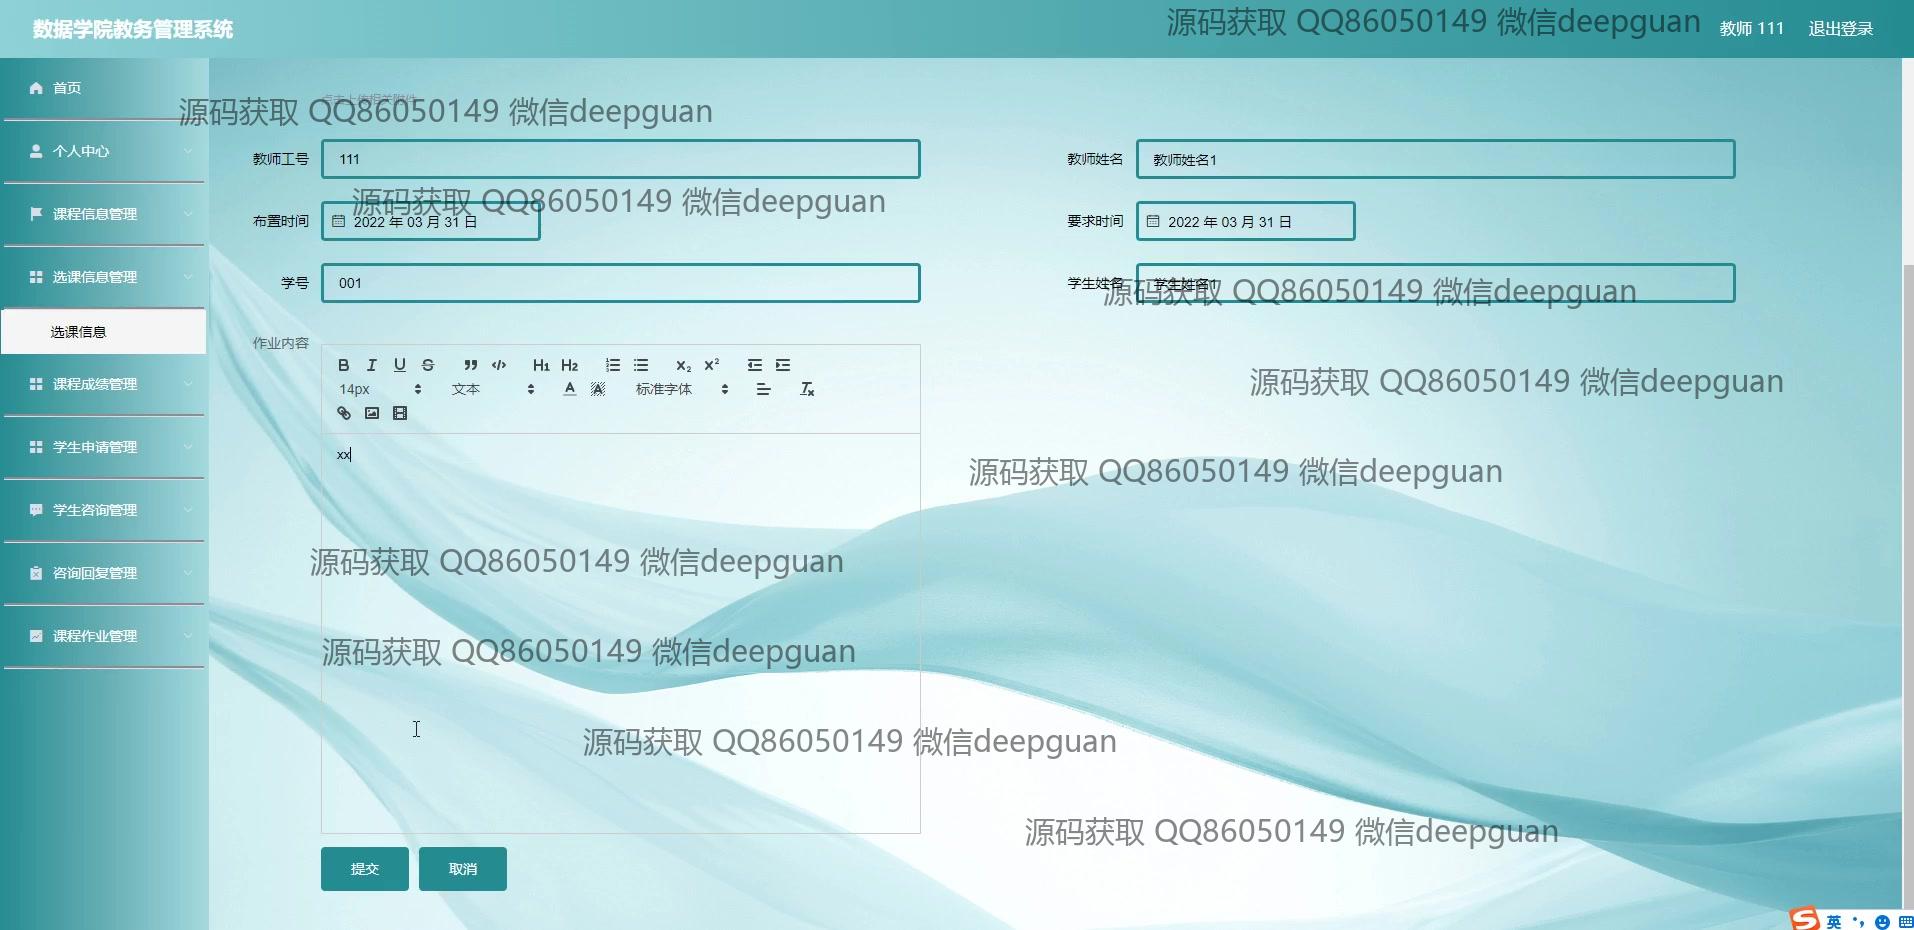 数据学院教务管理系统
源码获取 QQ86050149 微信deepguan
教师 111
退出登录
首页
点击上传相关附件
源码获取 QQ86050149 微信deepguan
个人中心
教师工号
111
教师姓名
教师姓名1
源码获取 QQ86050149 微信deepguan
课程信息管理
布置时间
2022 年 03 月 31 日
要求时间
2022 年 03 月 31 日
选课信息管理
学号
001
学生姓名
学生姓名1
源码获取 QQ86050149 微信deepguan
选课信息
作业内容
B I U S H1 H2 X2 X2
14px
文本
A A
标准字体
Tx
课程成绩管理
源码获取 QQ86050149 微信deepguan
学生申请管理
xx
源码获取 QQ86050149 微信deepguan
学生咨询管理
源码获取 QQ86050149 微信deepguan
咨询回复管理
课程作业管理
源码获取 QQ86050149 微信deepguan
源码获取 QQ86050149 微信deepguan
源码获取 QQ86050149 微信deepguan
提交
取消
S 英